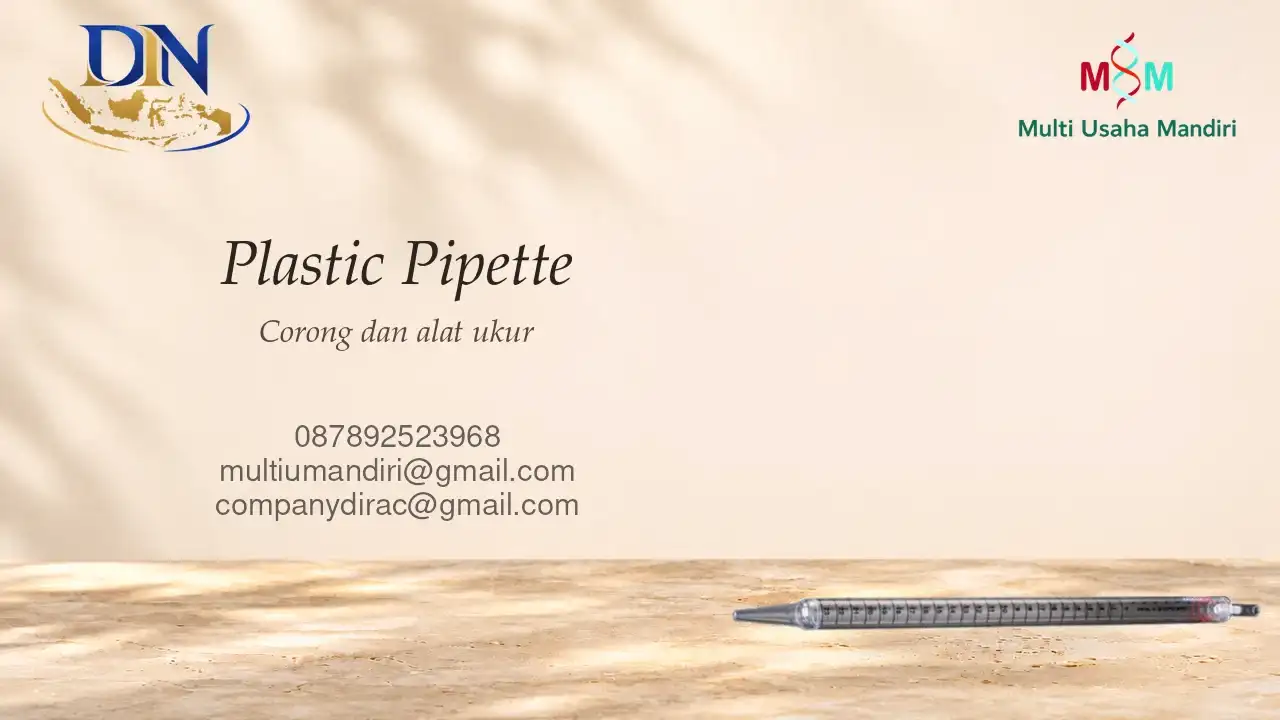 DN
MSM
Multi Usaha Mandiri
Plastic Pipette
Corong dan alat ukur
087892523968
multiumandiri@gmail.com
companydirac@gmail.com